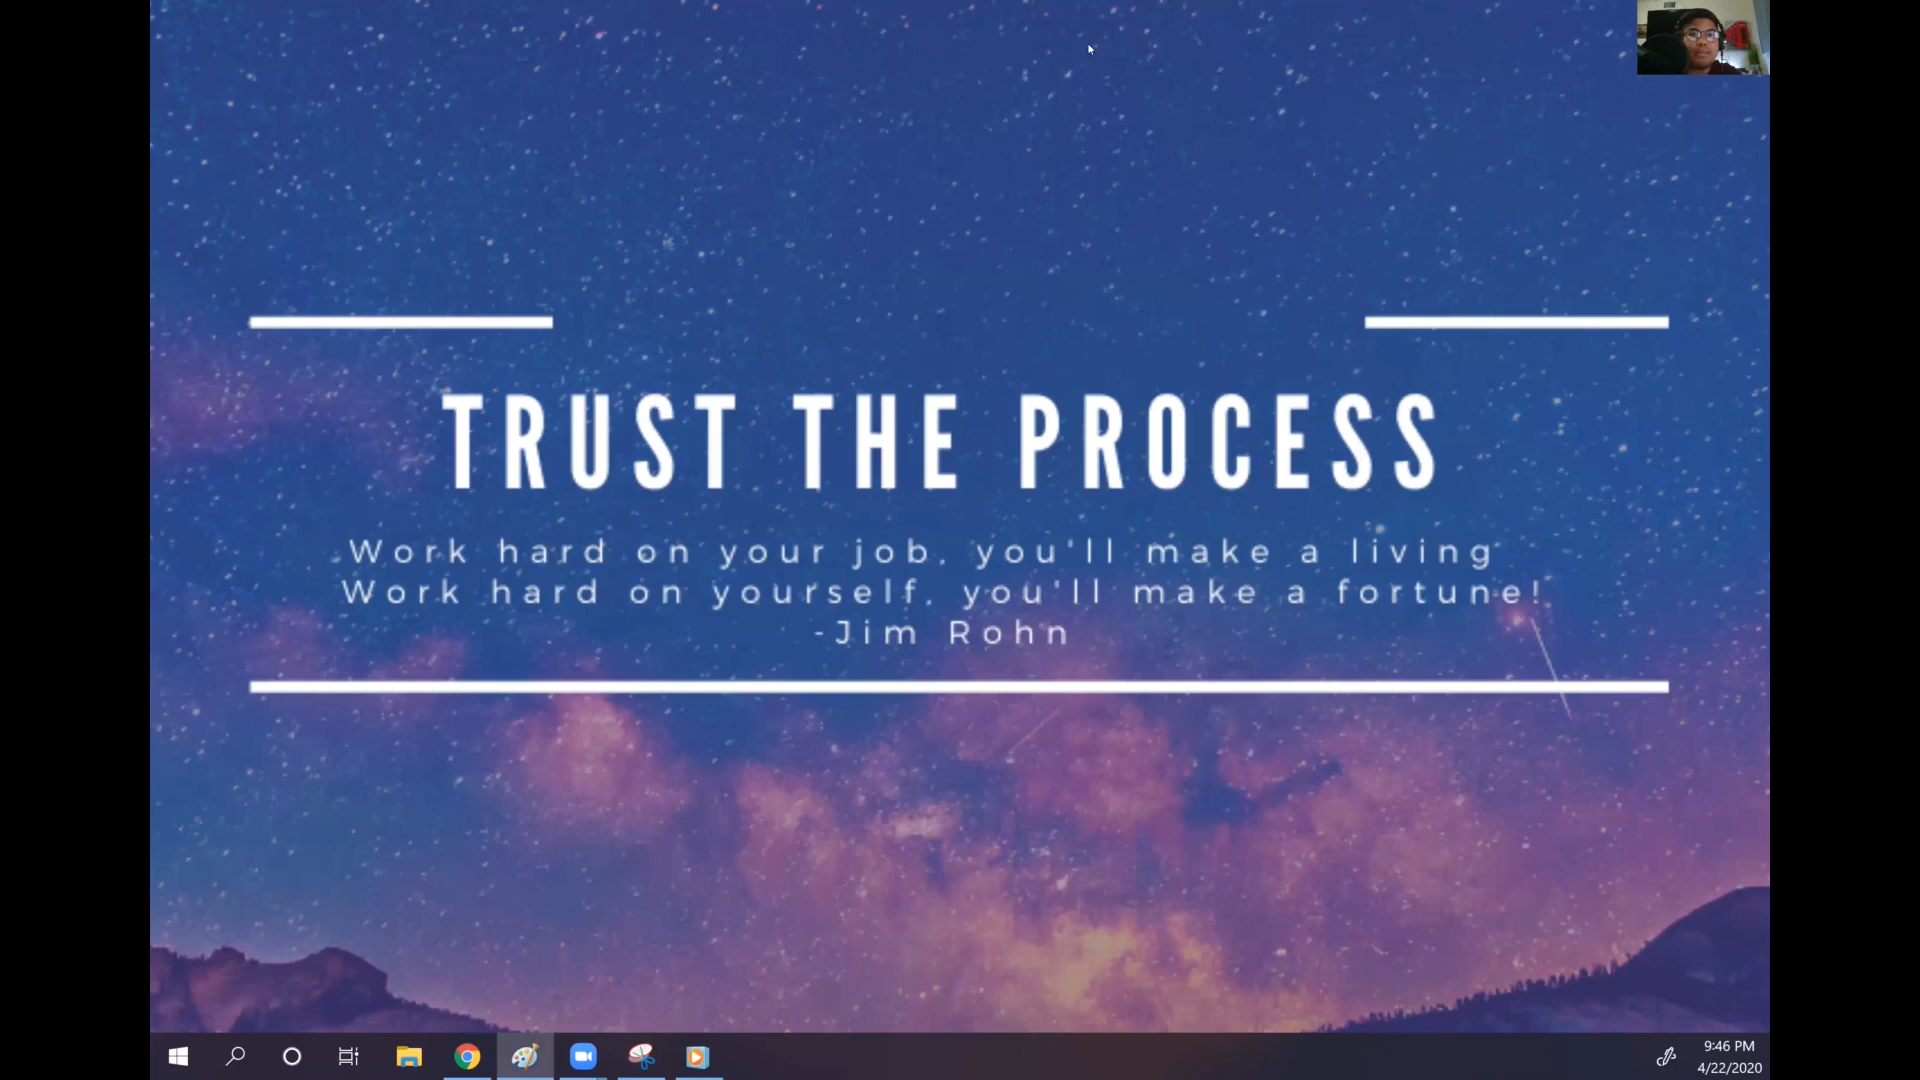 TRUST THE PROCESS
Work hard on your job, you'll make a living
Work hard on yourself, you'll make a fortune!
-Jim Rohn
9:46 PM
4/22/2020